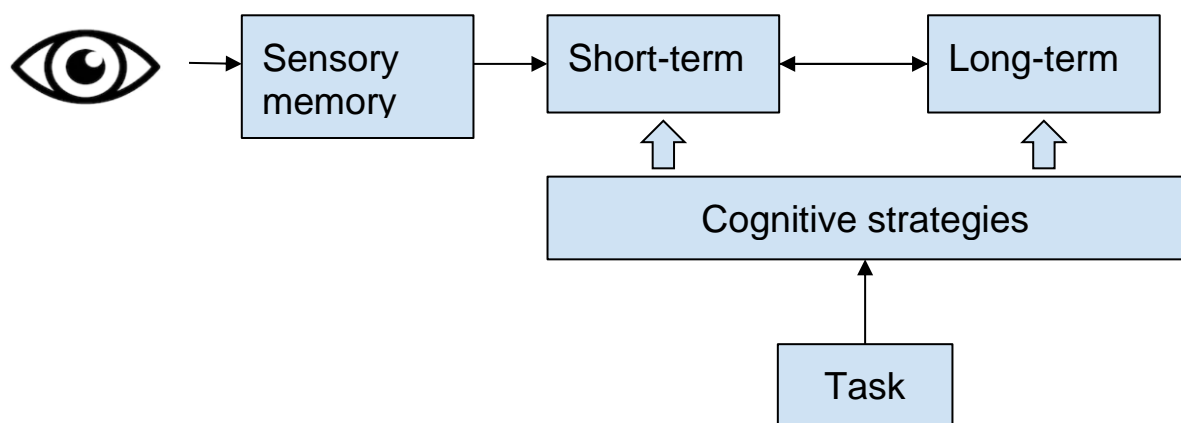 Sensory
memory
Short-term
Long-term
Cognitive strategies
Task